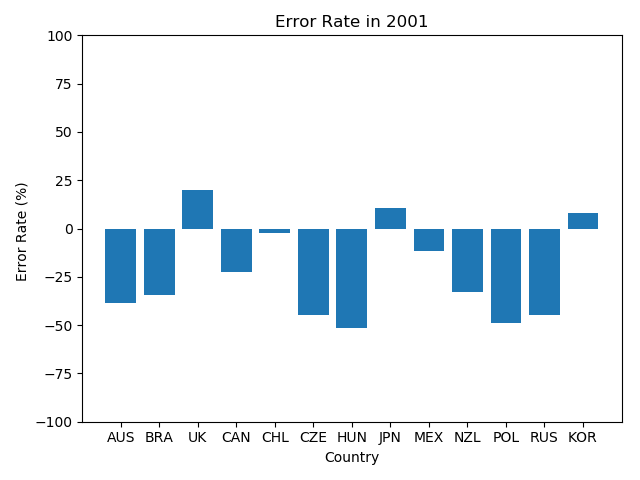 Error Rate in 2001
100
75
50
25
0
−25
−50
−75
−100
Error Rate (%)
AUS BRA UK CAN CHL CZE HUN JPN MEX NZL POL RUS KOR
Country